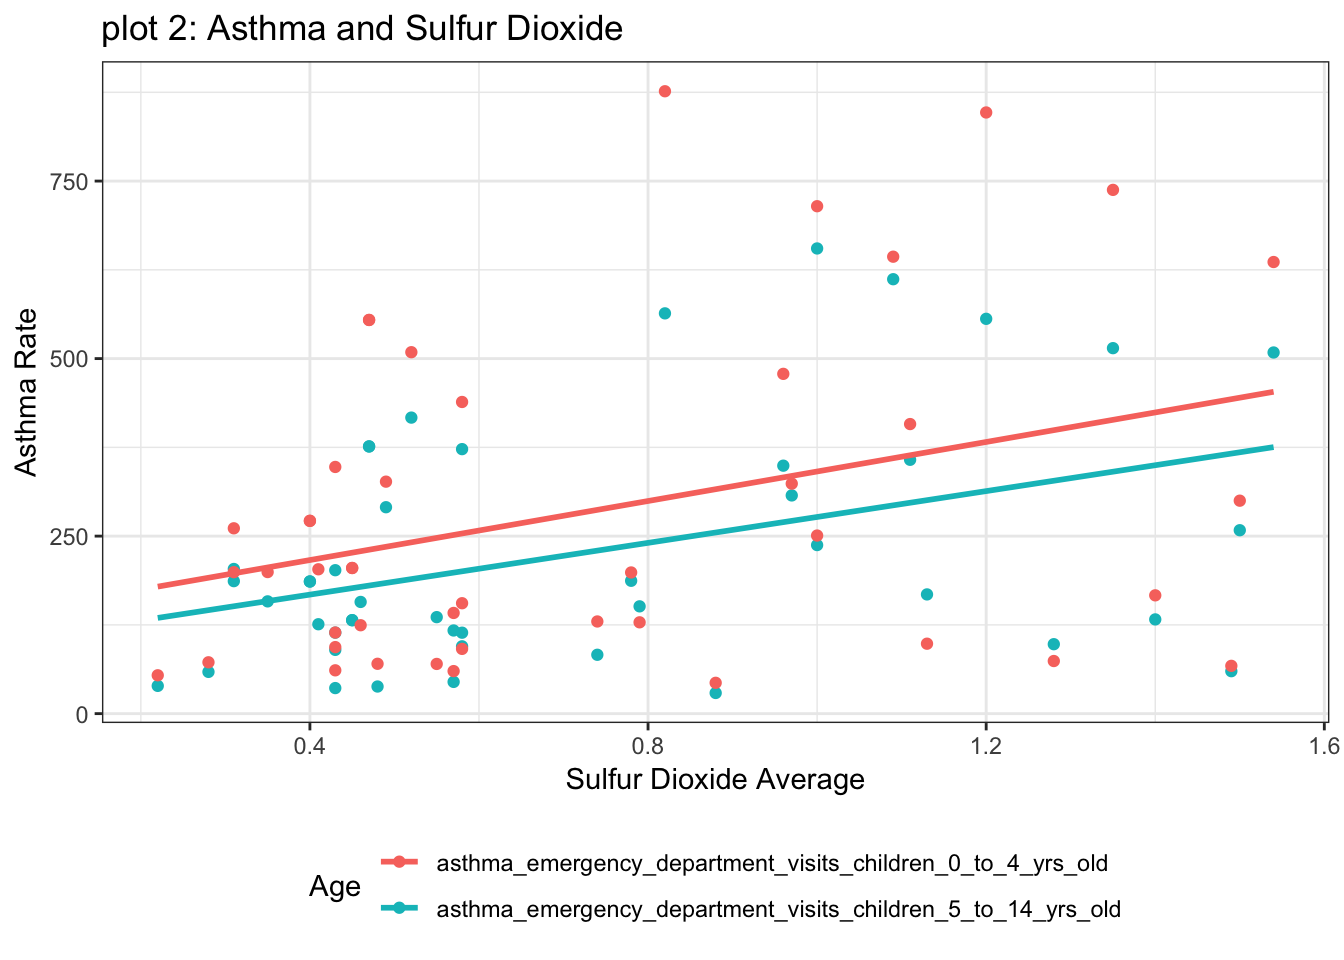 plot 2: Asthma and Sulfur Dioxide
750
500
250
0
Asthma Rate
0.4 0.8 1.2 1.6
Sulfur Dioxide Average
Age
asthma_emergency_department_visits_children_0_to_4_yrs_old
asthma_emergency_department_visits_children_5_to_14_yrs_old